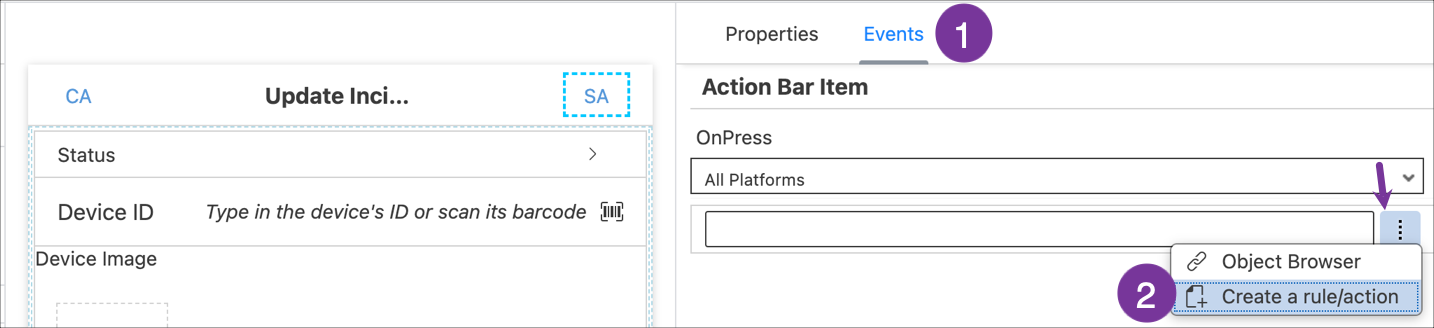 Properties
Events
1
CA
Update Inci...
SA
Action Bar Item
OnPress
Status
All Platforms
Device ID
Type in the device's ID or scan its barcode
Device Image
Object Browser
2
Create a rule/action